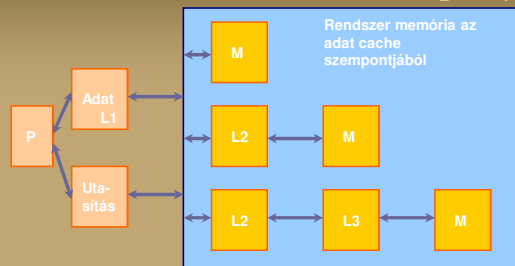 Rendszer memória az
adat cache
szempontjából
M
Adat
L1
P
L2
M
Uta-
sítás
L2
L3
M